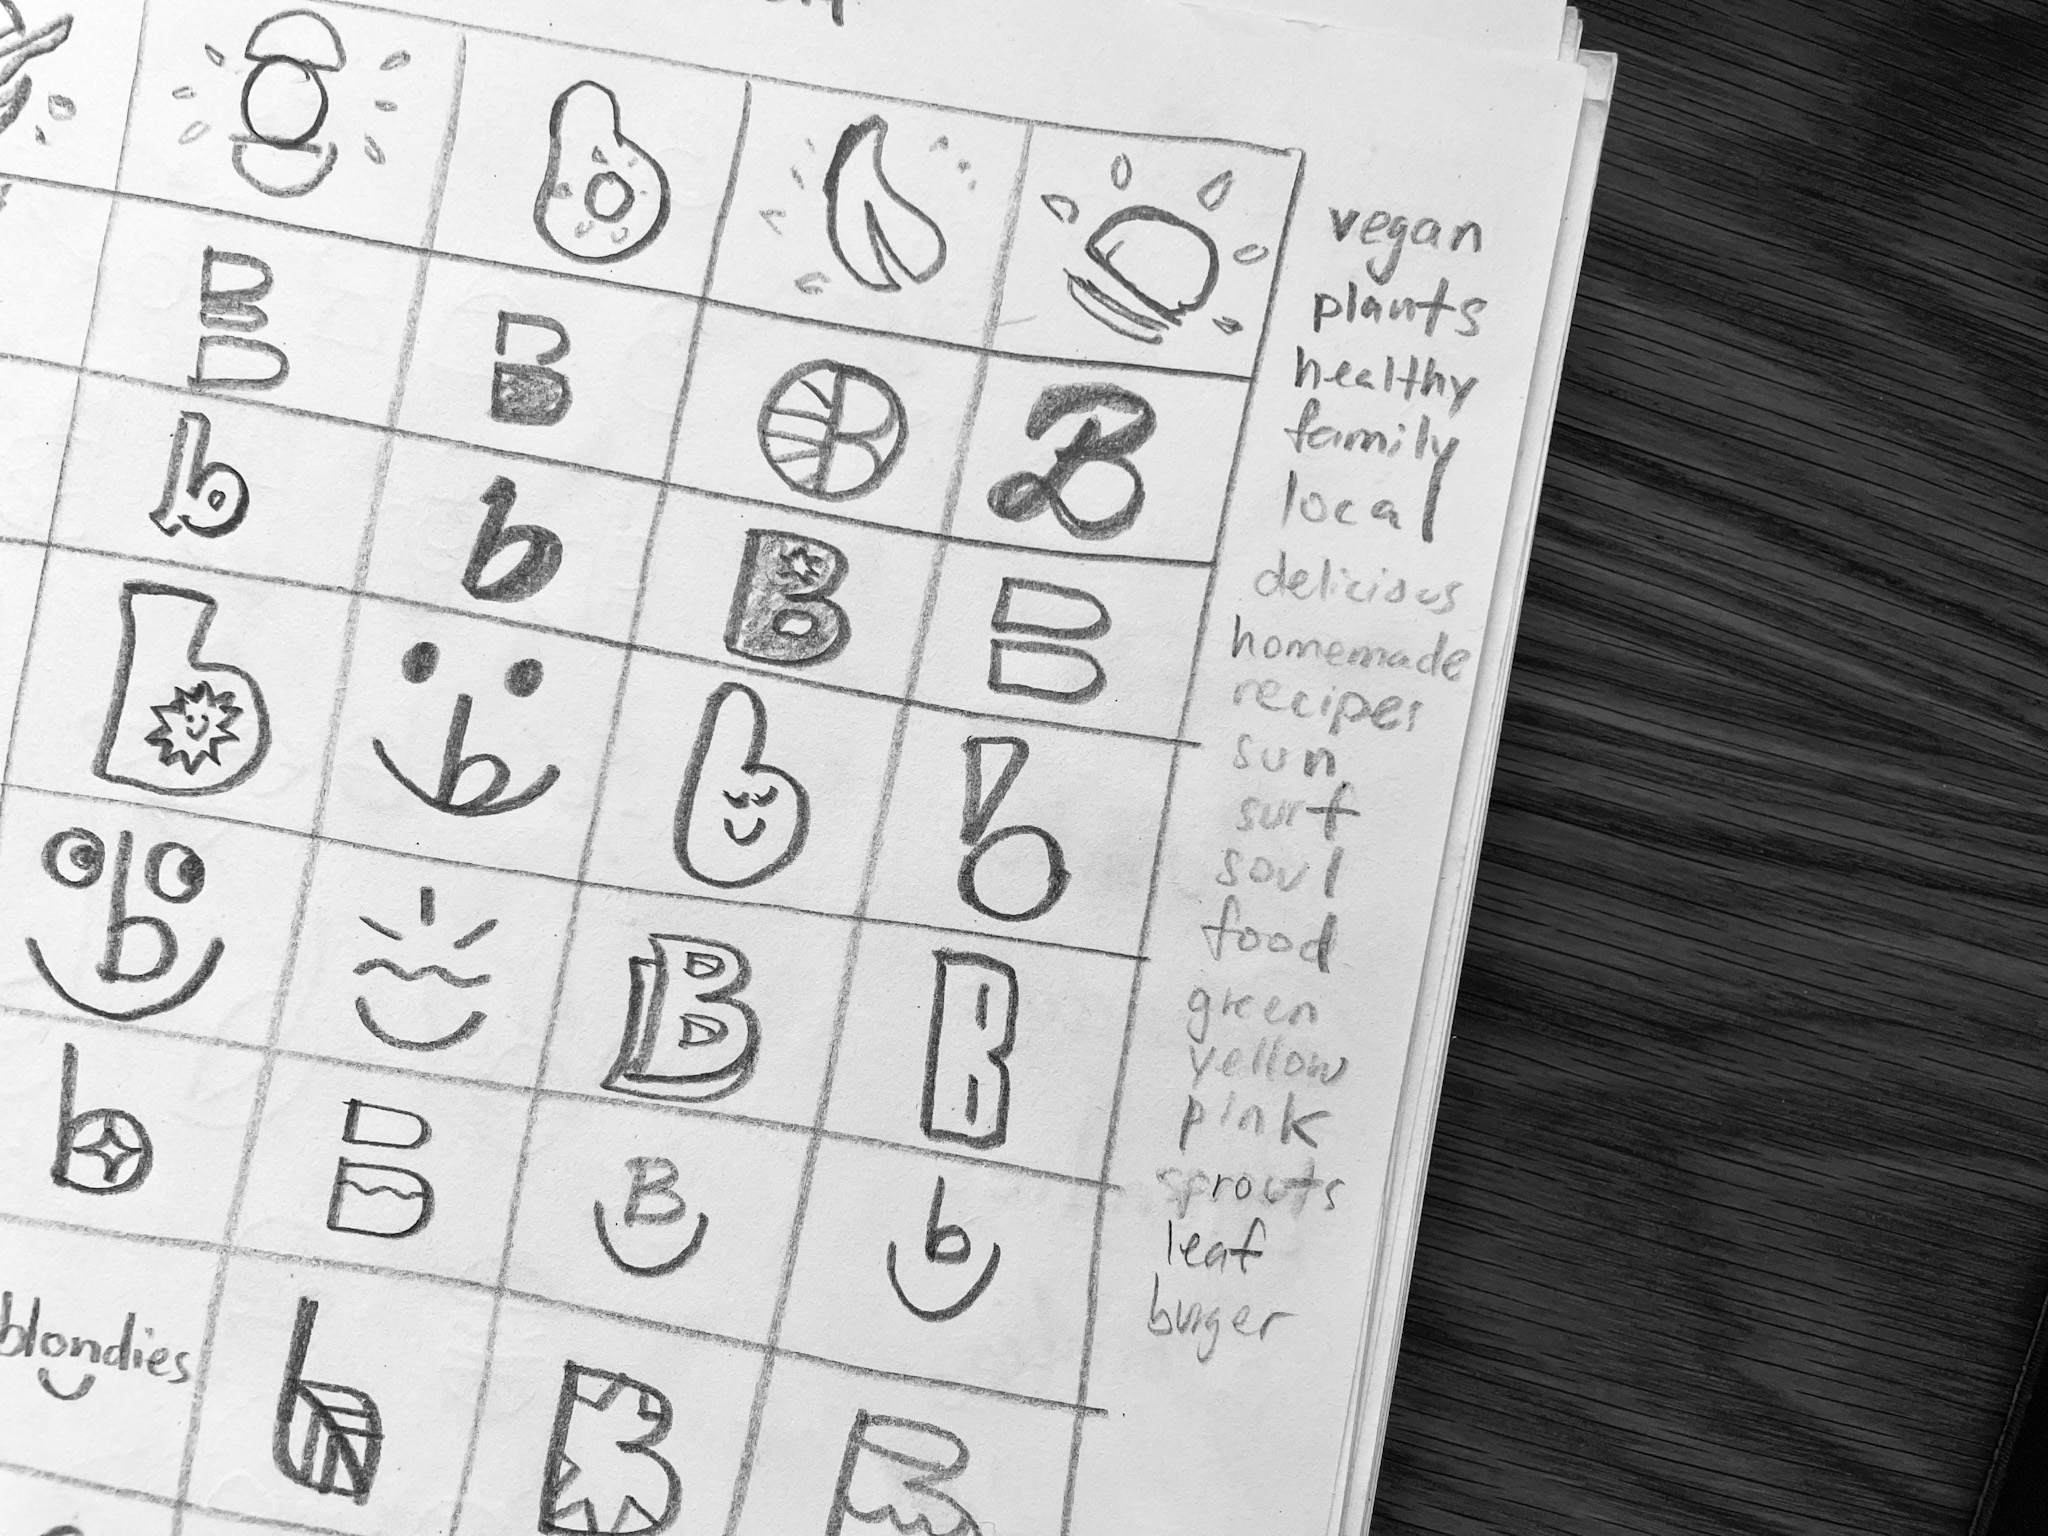 B
B
B
B
b
b
B
B
b
b
b
b
b
B
B
b
B
B
b
blondies
b
B
B
vegan
plants
healthy
family
local
delicious
homemade
recipes
sun
surf
soul
food
green
yellow
pink
sprouts
leaf
burger